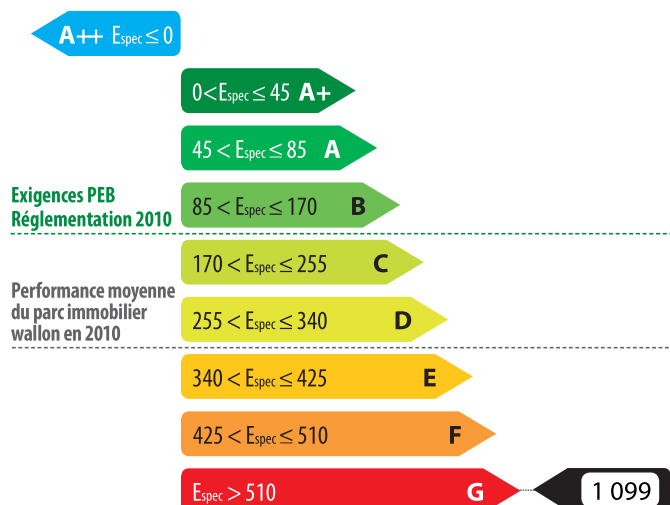 A++ Espec ≤ 0
0<Espec ≤ 45 A+
45 < Espec ≤ 85 A
Exigences PEB
Réglementation 2010
85 < Espec ≤ 170 B
170 < Espec ≤ 255 C
Performance moyenne
du parc immobilier
wallon en 2010
255 < Espec ≤ 340 D
340 < Espec ≤ 425 E
425 < Espec ≤ 510 F
Espec > 510 G 1 099